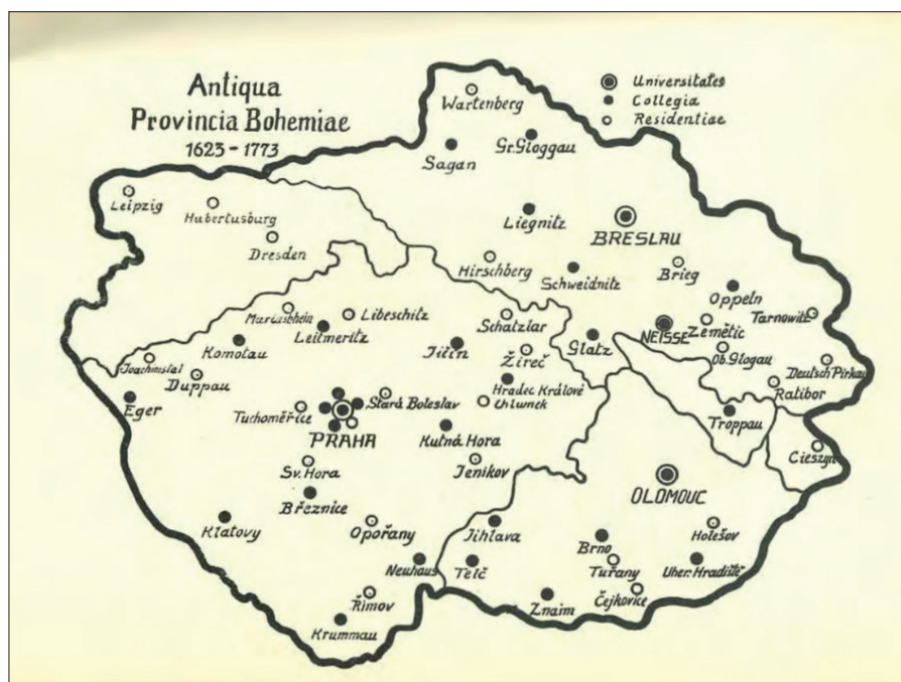 Antiqua
Provincia Bohemiae
1623 - 1773
Universitates
Collegia
Residentiae
Wartenberg
Sagan
Gr. Gloggau
Leipzig
Hubertusburg
Dresden
Liegnitz
BRESLAU
Hirschberg
Schweidnitz
Brieg
Oppeln
Tarnowitz
Mariaschein
Libeschitz
Leitmeritz
Komotau
Joachimstal
Duppau
Eger
Schatzlar
Jičín
Žireč
Glatz
NEISSE
Zemětic
Ob. Glogau
Deutsch Pirkau
Ratibor
Hradec Králové
Chlumek
Stará Boleslav
Tuchoměřice
PRAHA
Kutná Hora
Troppau
Cieszyn
Sv. Hora
Jeníkov
OLOMOUC
Březnice
Klatovy
Opořany
Jihlava
Brno
Holešov
Neuhaus
Telč
Tuřany
Uher. Hradiště
Římov
Znaim
Čejkovice
Krummau